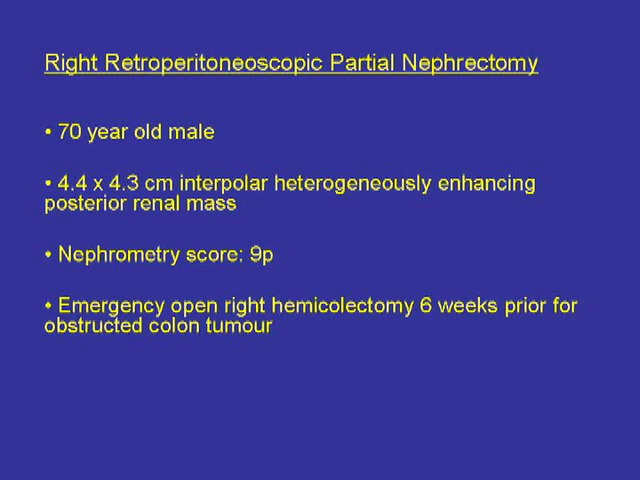 Right Retroperitoneoscopic Partial Nephrectomy
• 70 year old male
• 4.4 x 4.3 cm interpolar heterogeneously enhancing
posterior renal mass
• Nephrometry score: 9p
• Emergency open right hemicolectomy 6 weeks prior for
obstructed colon tumour